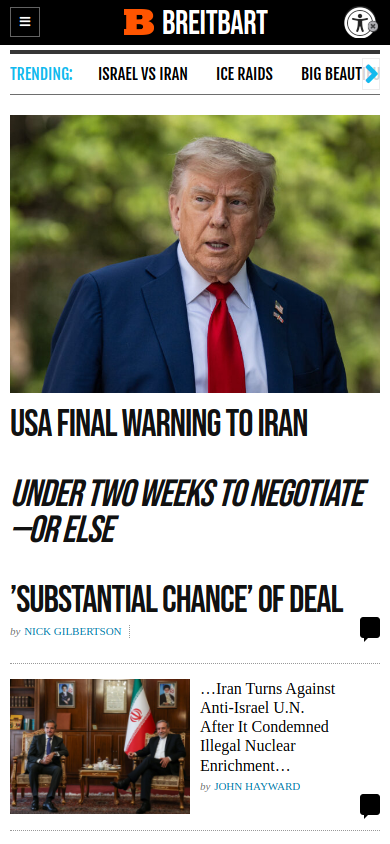 B BREITBART
TRENDING:
ISRAEL VS IRAN
ICE RAIDS
BIG BEAUT
USA FINAL WARNING TO IRAN
UNDER TWO WEEKS TO NEGOTIATE
—OR ELSE
’SUBSTANTIAL CHANCE’ OF DEAL
by NICK GILBERTSON
…Iran Turns Against
Anti-Israel U.N.
After It Condemned
Illegal Nuclear
Enrichment…
by JOHN HAYWARD